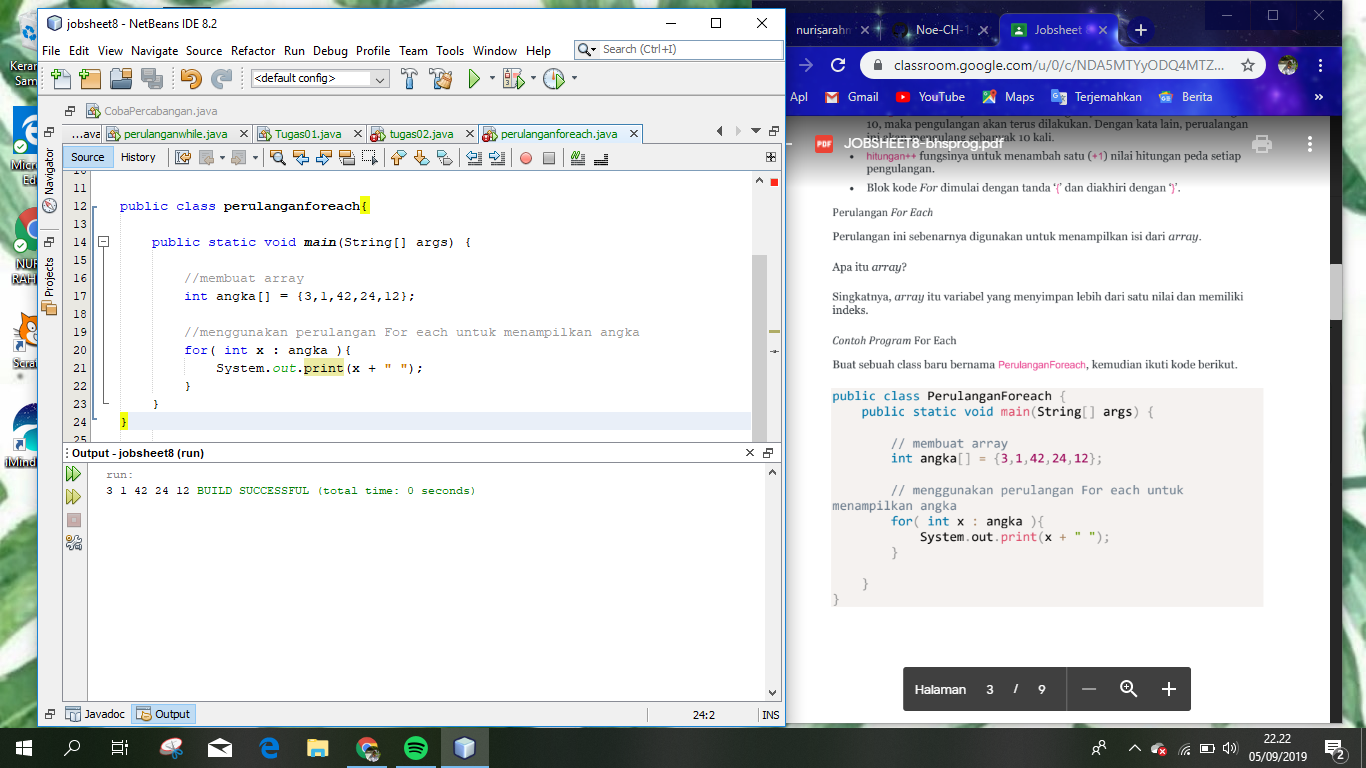 jobsheet8 - NetBeans IDE 8.2
File Edit View Navigate Source Refactor Run Debug Profile Team Tools Window Help
Search (Ctrl+I)
<default config>
CobaPercabangan.java
...ava perulanganwhile.java Tugas01.java tugas02.java perulanganforeach.java
Source History
Navigator
Projects
11
12 public class perulanganforeach{
13
14 public static void main(String[] args) {
15
16 //membuat array
17 int angka[] = {3,1,42,24,12};
18
19 //menggunakan perulangan For each untuk menampilkan angka
20 for( int x : angka ){
21 System.out.print(x + " ");
22 }
23 }
24 }
25
Output - jobsheet8 (run)
run:
3 1 42 24 12 BUILD SUCCESSFUL (total time: 0 seconds)
Javadoc Output
24:2 INS
nurisarahm Noe-CH-1 Jobsheet
classroom.google.com/u/0/c/NDA5MTYyODQ4MTZ...
Apl Gmail YouTube Maps Terjemahkan Berita »
10, maka pengulangan akan terus dilakukan. Dengan kata lain, perualangan
ini akan mengulang sebanyak 10 kali.
PDF JOBSHEET8-bhsprog.pdf
• hitungan++ fungsinya untuk menambah satu (+1) nilai hitungan peda setiap
pengulangan.
• Blok kode For dimulai dengan tanda ‘{’ dan diakhiri dengan ‘}’.
Perulangan For Each
Perulangan ini sebenarnya digunakan untuk menampilkan isi dari array.
Apa itu array?
Singkatnya, array itu variabel yang menyimpan lebih dari satu nilai dan memiliki
indeks.
Contoh Program For Each
Buat sebuah class baru bernama PerulanganForeach, kemudian ikuti kode berikut.
public class PerulanganForeach {
public static void main(String[] args) {
// membuat array
int angka[] = {3,1,42,24,12};
// menggunakan perulangan For each untuk
menampilkan angka
for( int x : angka ){
System.out.print(x + " ");
}
}
}
Halaman 3 / 9
22.22
05/09/2019
2